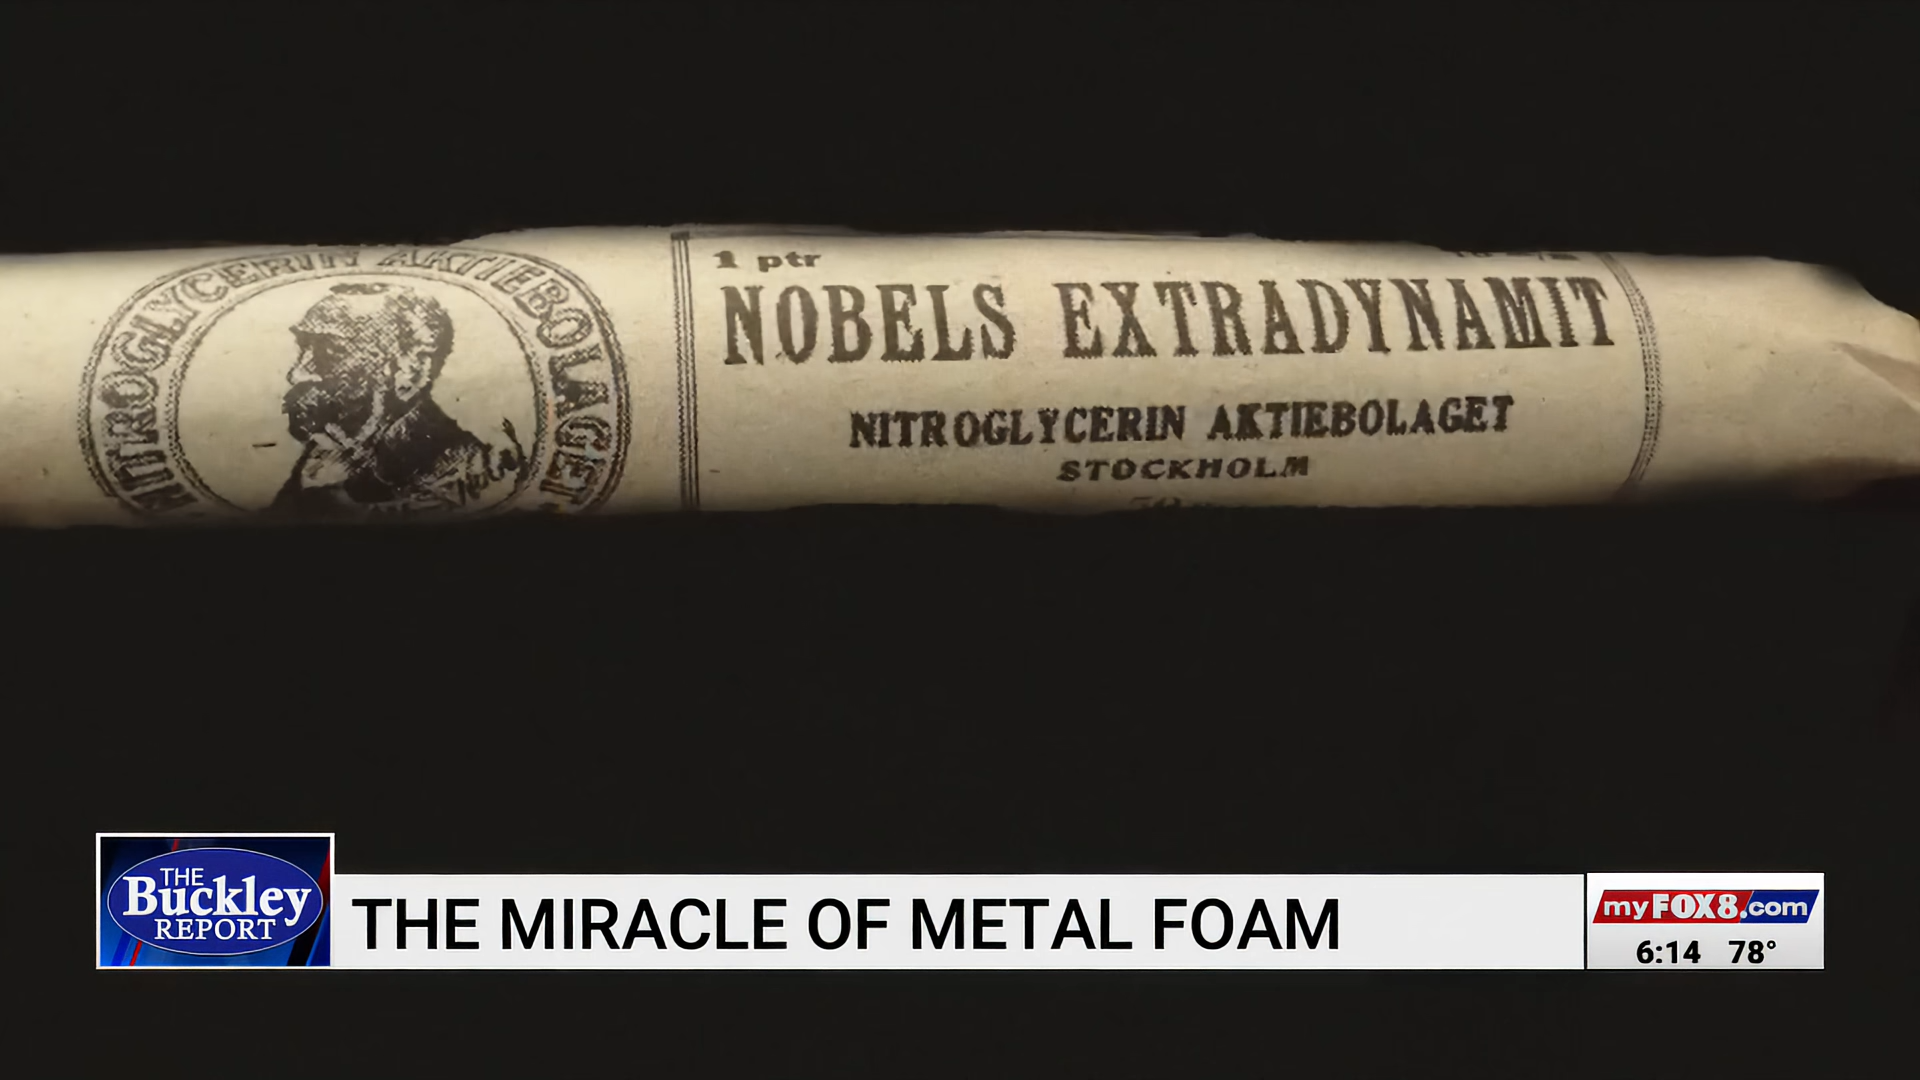 NITROGLYCERIN AKTIEBOLAGET
Nobel
1 ptr
NOBELS EXTRADYNAMIT
NITROGLYCERIN AKTIEBOLAGET
STOCKHOLM
THE
Buckley
REPORT
THE MIRACLE OF METAL FOAM
myFOX8.com
6:14 78°